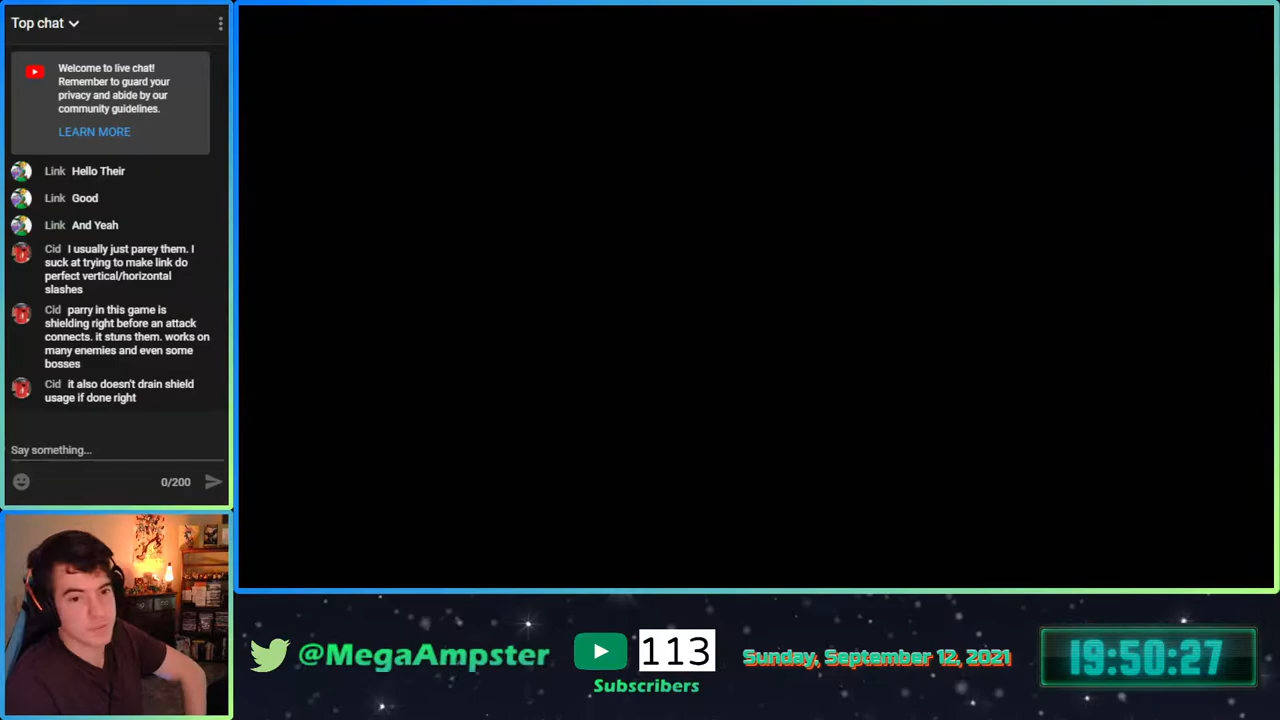 Top chat
Welcome to live chat!
Remember to guard your
privacy and abide by our
community guidelines.
LEARN MORE
Link Hello Their
Link Good
Link And Yeah
Cid I usually just parey them. I
suck at trying to make link do
perfect vertical/horizontal
slashes
Cid parry in this game is
shielding right before an attack
connects. it stuns them. works on
many enemies and even some
bosses
Cid it also doesn't drain shield
usage if done right
Say something...
0/200
@MegaAmpster
113
Subscribers
Sunday, September 12, 2021
19:50:27